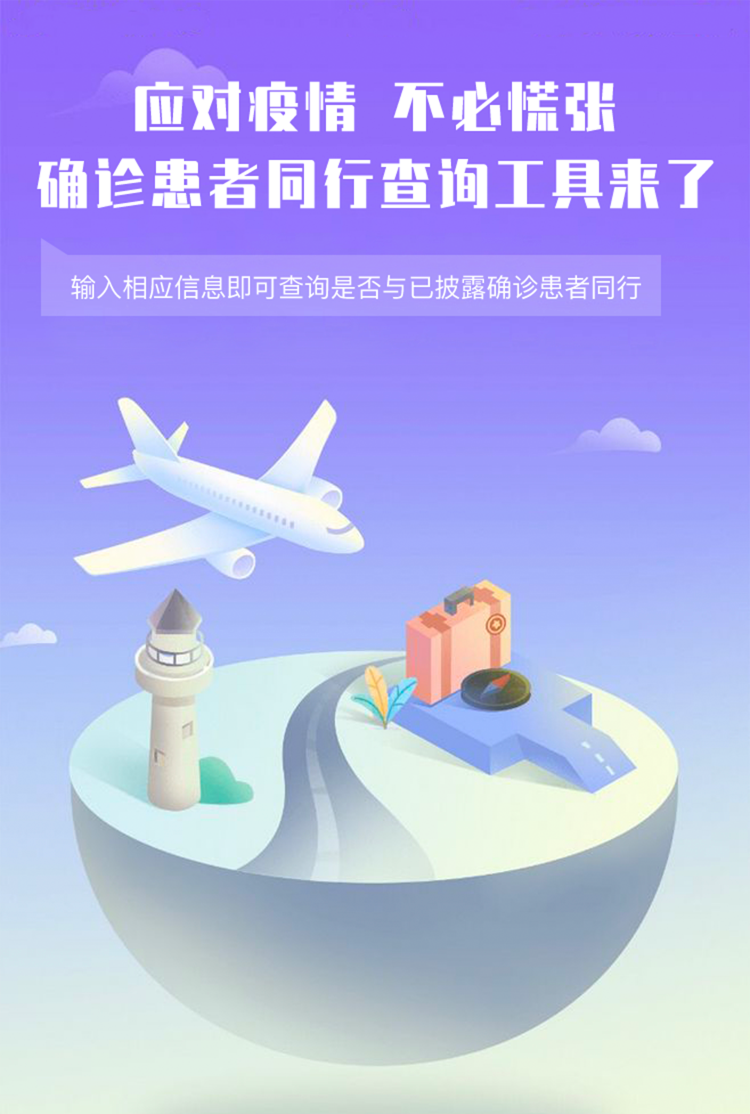 应对疫情 不必慌张
确诊患者同行查询工具来了
输入相应信息即可查询是否与已披露确诊患者同行